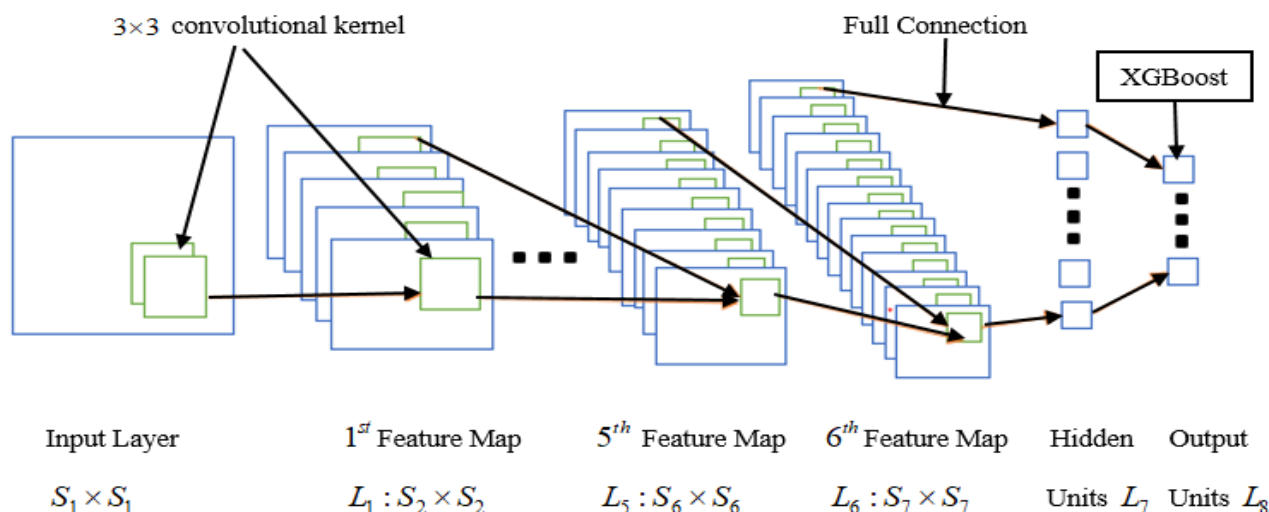 3×3 convolutional kernel
Full Connection
XGBoost
Input Layer
1st Feature Map
5th Feature Map
6th Feature Map
Hidden
Output
S1 × S1
L1 : S2 × S2
L5 : S6 × S6
L6 : S7 × S7
Units L7
Units L8